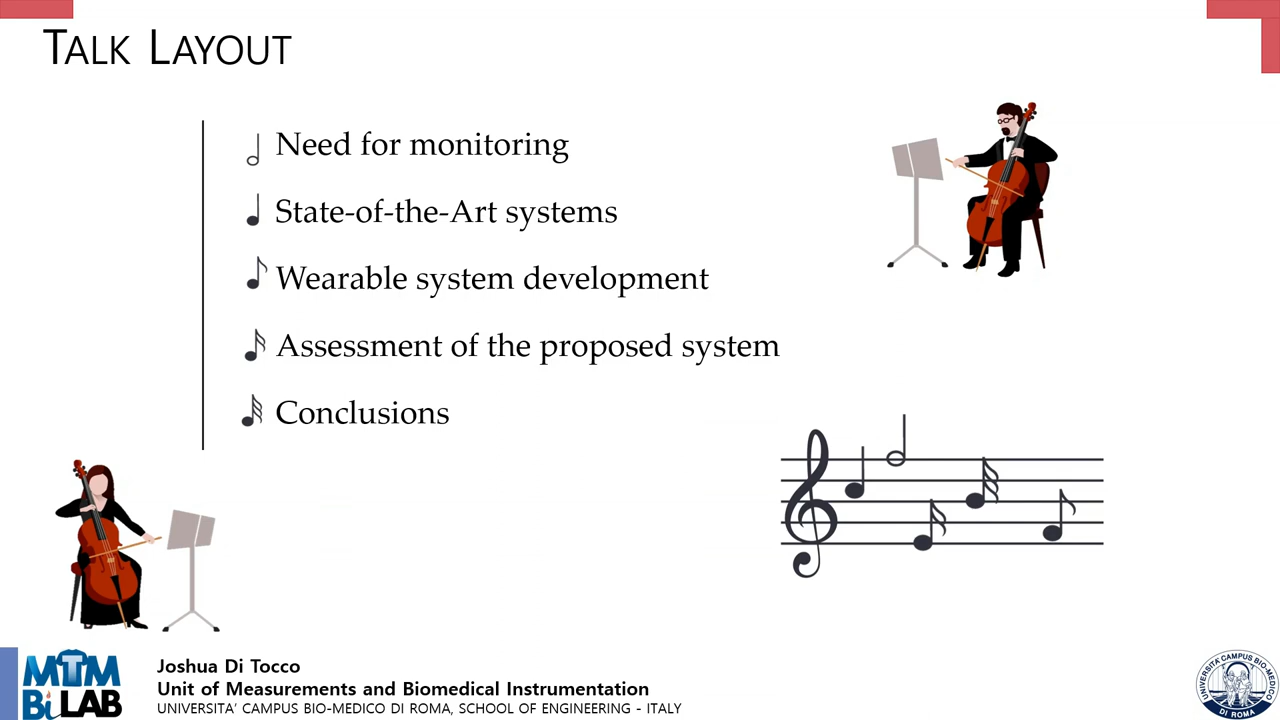 TALK LAYOUT
Need for monitoring
State-of-the-Art systems
Wearable system development
Assessment of the proposed system
Conclusions
MTM
BiLAB
Joshua Di Tocco
Unit of Measurements and Biomedical Instrumentation
UNIVERSITA’ CAMPUS BIO-MEDICO DI ROMA, SCHOOL OF ENGINEERING - ITALY
UNIVERSITA' CAMPUS BIO-MEDICO
DI ROMA